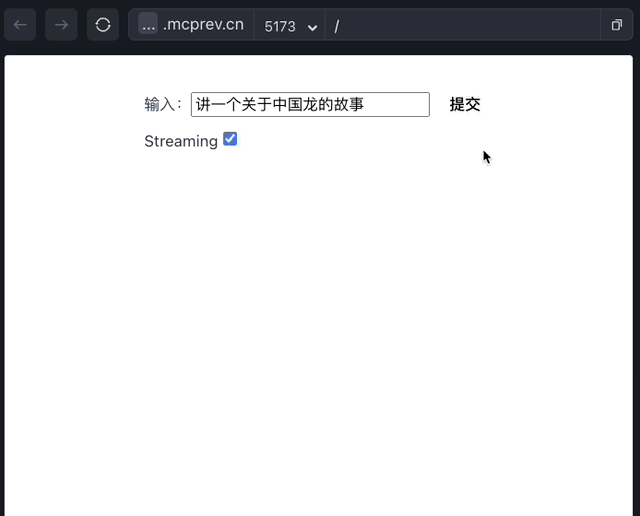 ... .mcprev.cn 5173 /
输入: 讲一个关于中国龙的故事 提交
Streaming